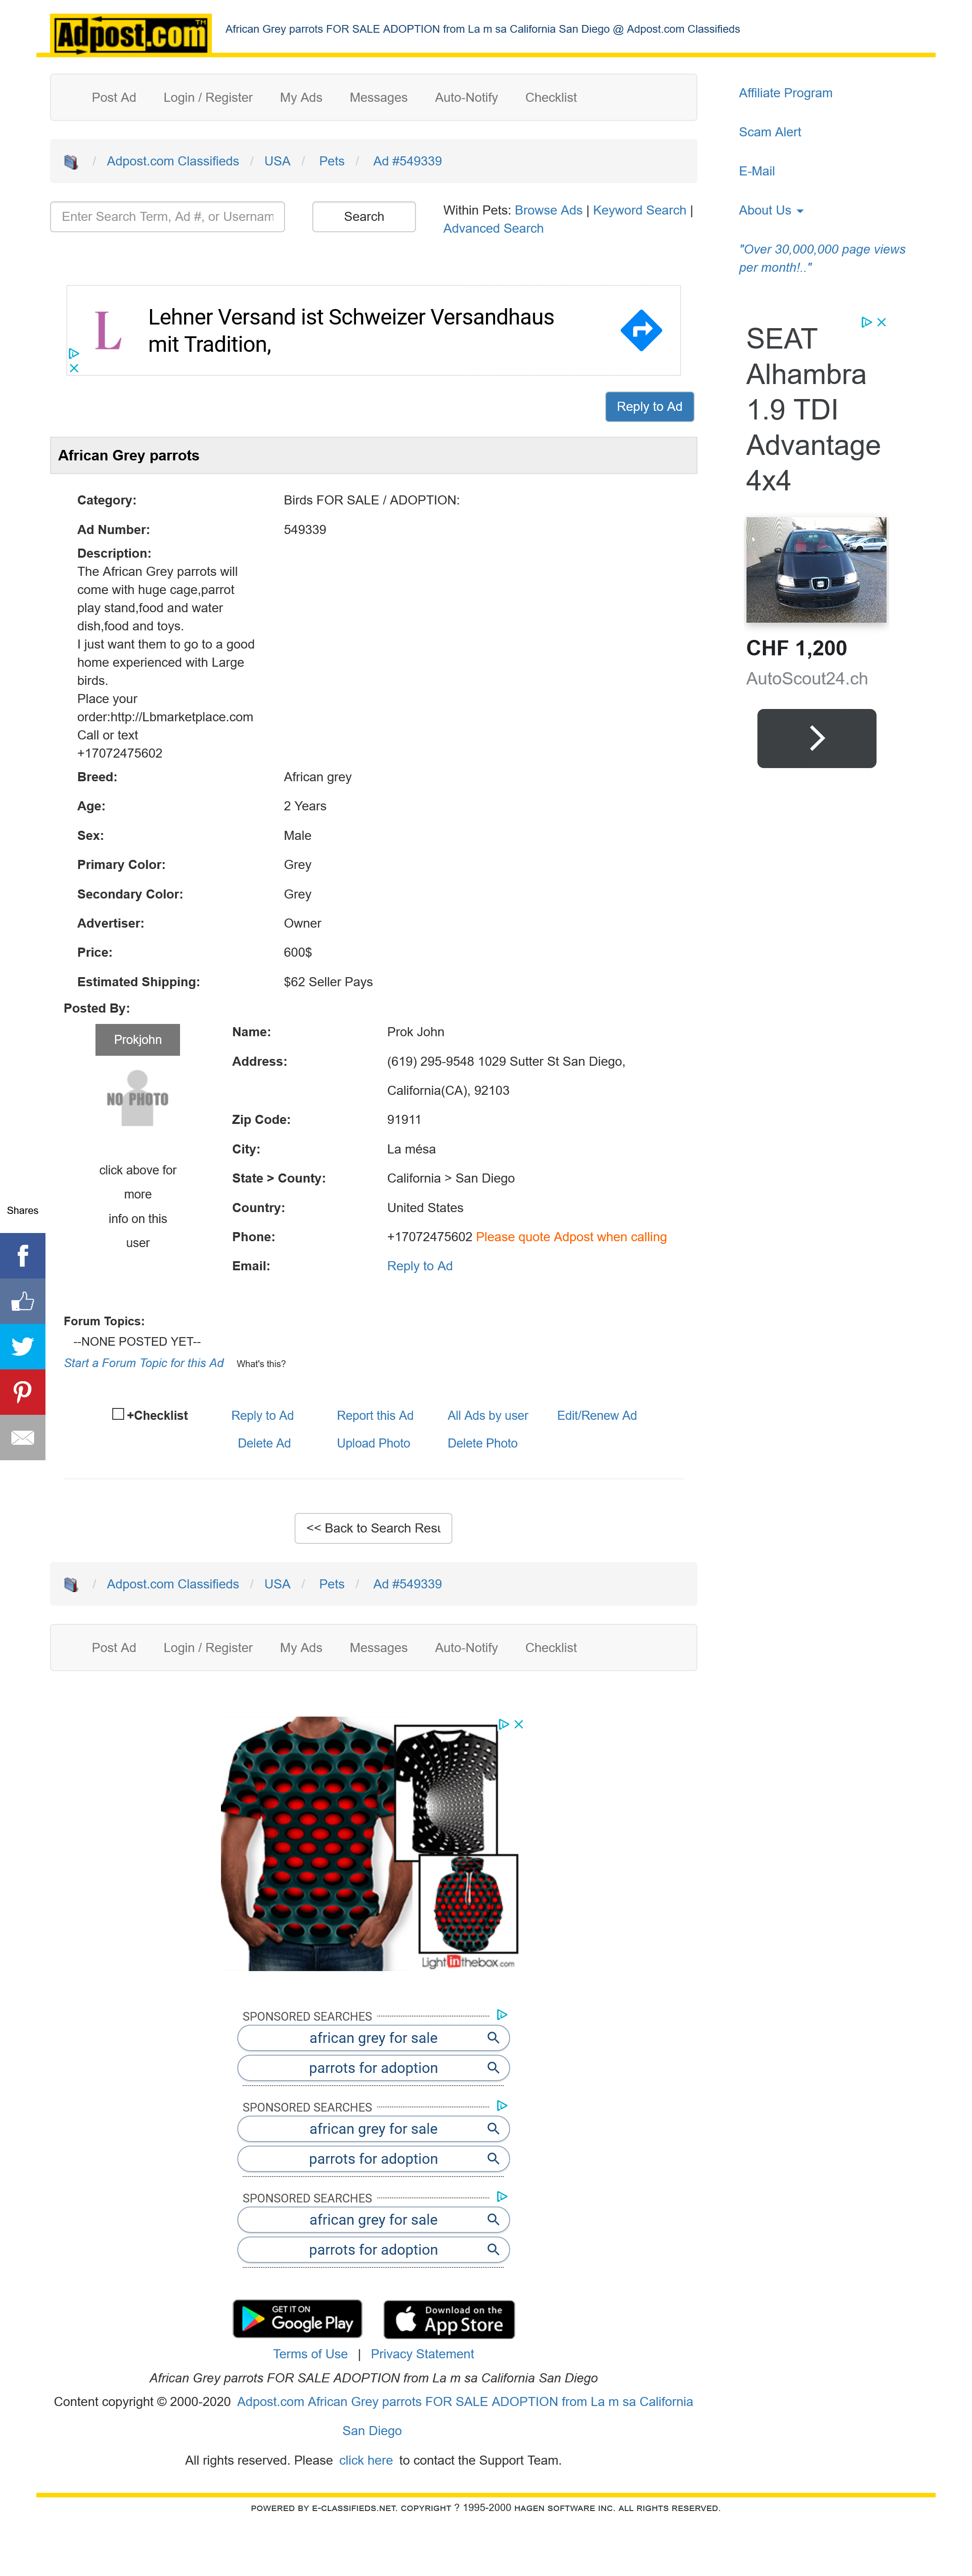 Adpost.com TM
African Grey parrots FOR SALE ADOPTION from La m sa California San Diego @ Adpost.com Classifieds
Post Ad Login / Register My Ads Messages Auto-Notify Checklist
/ Adpost.com Classifieds / USA / Pets / Ad #549339
Enter Search Term, Ad #, or Usernam Search Within Pets: Browse Ads | Keyword Search |
Advanced Search
Affiliate Program
Scam Alert
E-Mail
About Us
"Over 30,000,000 page views
per month!.."
L Lehner Versand ist Schweizer Versandhaus
mit Tradition,
SEAT
Alhambra
1.9 TDI
Advantage
4x4
CHF 1,200
AutoScout24.ch
Reply to Ad
African Grey parrots
Category: Birds FOR SALE / ADOPTION:
Ad Number: 549339
Description:
The African Grey parrots will
come with huge cage,parrot
play stand,food and water
dish,food and toys.
I just want them to go to a good
home experienced with Large
birds.
Place your
order:http://Lbmarketplace.com
Call or text
+17072475602
Breed: African grey
Age: 2 Years
Sex: Male
Primary Color: Grey
Secondary Color: Grey
Advertiser: Owner
Price: 600$
Estimated Shipping: $62 Seller Pays
Posted By:
Prokjohn
NO PHOTO
click above for
more
info on this
user
Name: Prok John
Address: (619) 295-9548 1029 Sutter St San Diego,
California(CA), 92103
Zip Code: 91911
City: La mésa
State > County: California > San Diego
Country: United States
Phone: +17072475602 Please quote Adpost when calling
Email: Reply to Ad
Shares
Forum Topics:
--NONE POSTED YET--
Start a Forum Topic for this Ad What's this?
+Checklist Reply to Ad Report this Ad All Ads by user Edit/Renew Ad
Delete Ad Upload Photo Delete Photo
<< Back to Search Resu
/ Adpost.com Classifieds / USA / Pets / Ad #549339
Post Ad Login / Register My Ads Messages Auto-Notify Checklist
Lightinthebox.com
SPONSORED SEARCHES
african grey for sale
parrots for adoption
SPONSORED SEARCHES
african grey for sale
parrots for adoption
SPONSORED SEARCHES
african grey for sale
parrots for adoption
GET IT ON
Google Play
Download on the
App Store
Terms of Use | Privacy Statement
African Grey parrots FOR SALE ADOPTION from La m sa California San Diego
Content copyright © 2000-2020 Adpost.com African Grey parrots FOR SALE ADOPTION from La m sa California
San Diego
All rights reserved. Please click here to contact the Support Team.
POWERED BY E-CLASSIFIEDS.NET. COPYRIGHT ? 1995-2000 HAGEN SOFTWARE INC. ALL RIGHTS RESERVED.